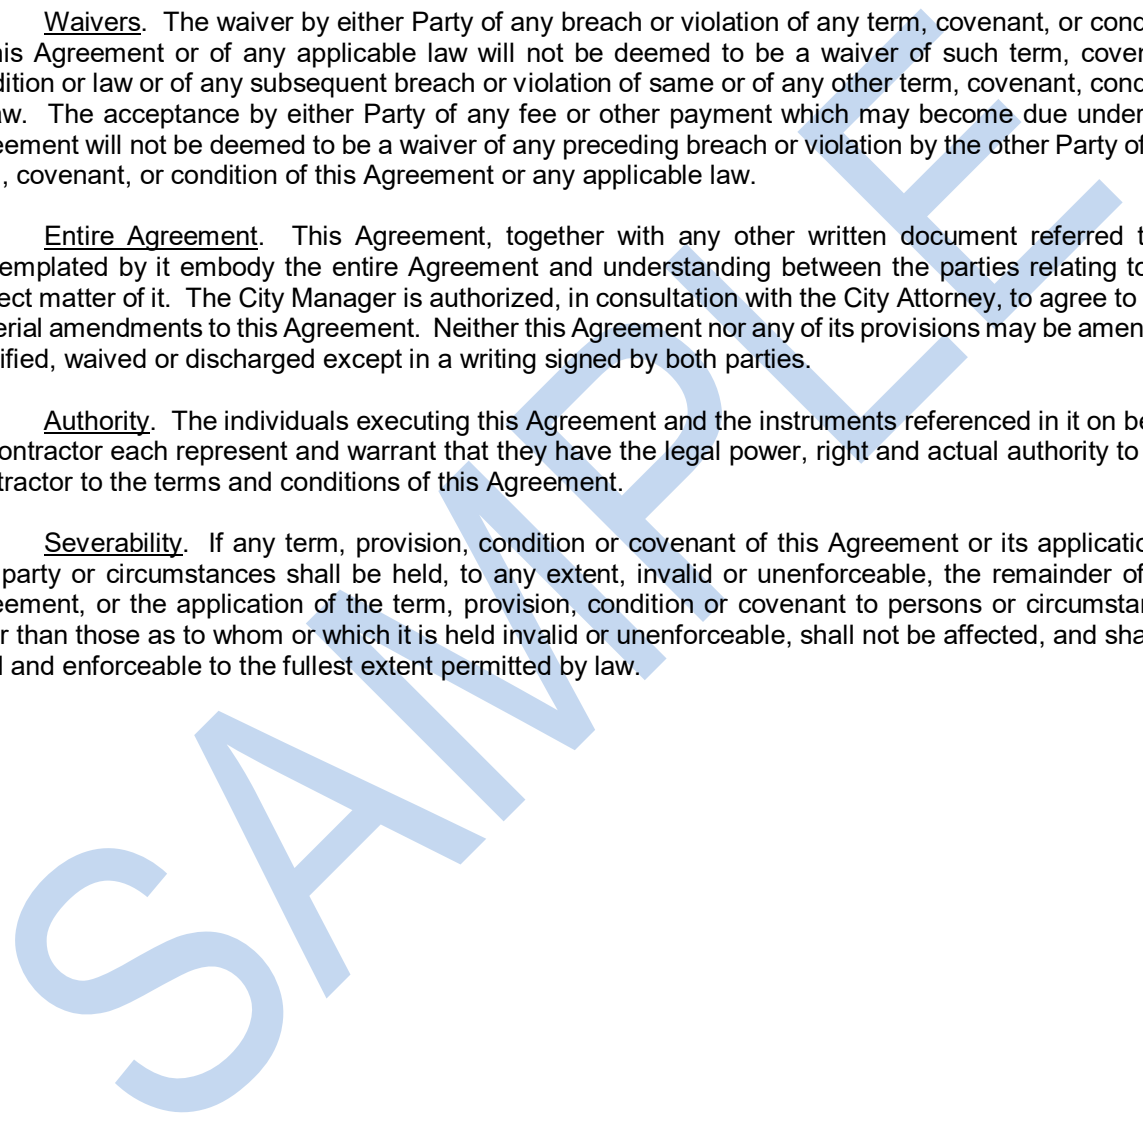 Waivers. The waiver by either Party of any breach or violation of any term, covenant, or cond
his Agreement or of any applicable law will not be deemed to be a waiver of such term, cover
dition or law or of any subsequent breach or violation of same or of any other term, covenant, cond
aw. The acceptance by either Party of any fee or other payment which may become due under
eement will not be deemed to be a waiver of any preceding breach or violation by the other Party of
, covenant, or condition of this Agreement or any applicable law.
Entire Agreement. This Agreement, together with any other written document referred t
templated by it embody the entire Agreement and understanding between the parties relating to
ect matter of it. The City Manager is authorized, in consultation with the City Attorney, to agree to
erial amendments to this Agreement. Neither this Agreement nor any of its provisions may be amen
ified, waived or discharged except in a writing signed by both parties.
Authority. The individuals executing this Agreement and the instruments referenced in it on be
ontractor each represent and warrant that they have the legal power, right and actual authority to
tractor to the terms and conditions of this Agreement.
Severability. If any term, provision, condition or covenant of this Agreement or its applicatio
party or circumstances shall be held, to any extent, invalid or unenforceable, the remainder of
eement, or the application of the term, provision, condition or covenant to persons or circumstan
r than those as to whom or which it is held invalid or unenforceable, shall not be affected, and sha
l and enforceable to the fullest extent permitted by law.
SAMPLE